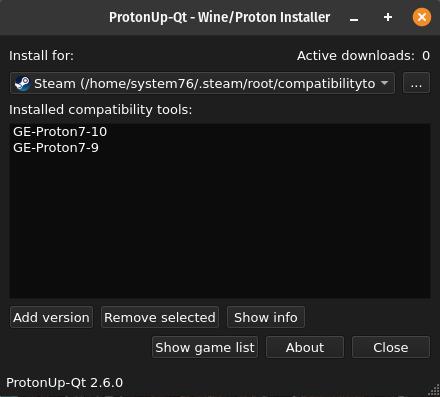 ProtonUp-Qt - Wine/Proton Installer
Install for:
Active downloads: 0
Steam (/home/system76/.steam/root/compatibilityto
...
Installed compatibility tools:
GE-Proton7-10
GE-Proton7-9
Add version
Remove selected
Show info
Show game list
About
Close
ProtonUp-Qt 2.6.0